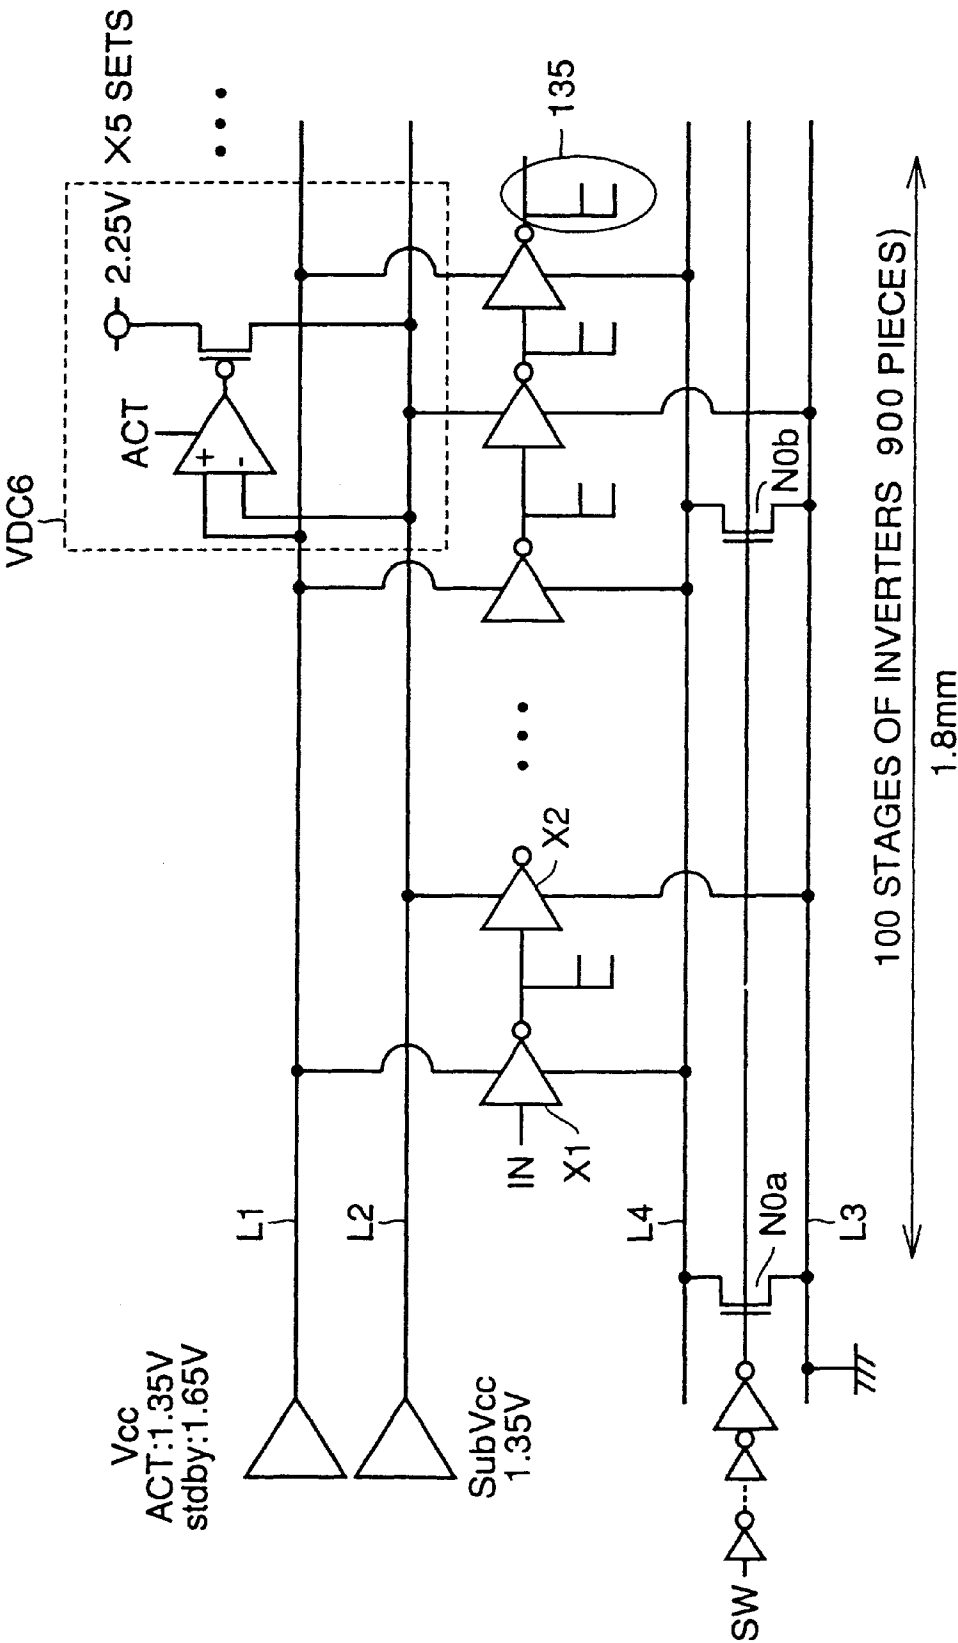 VDC6
X5 SETS
2.25V
ACT
+
-
Vcc
ACT:1.35V
stdby:1.65V
L1
L2
SubVcc
1.35V
IN
X1
X2
135
L4
N0a
N0b
L3
SW
100 STAGES OF INVERTERS 900 PIECES)
1.8mm